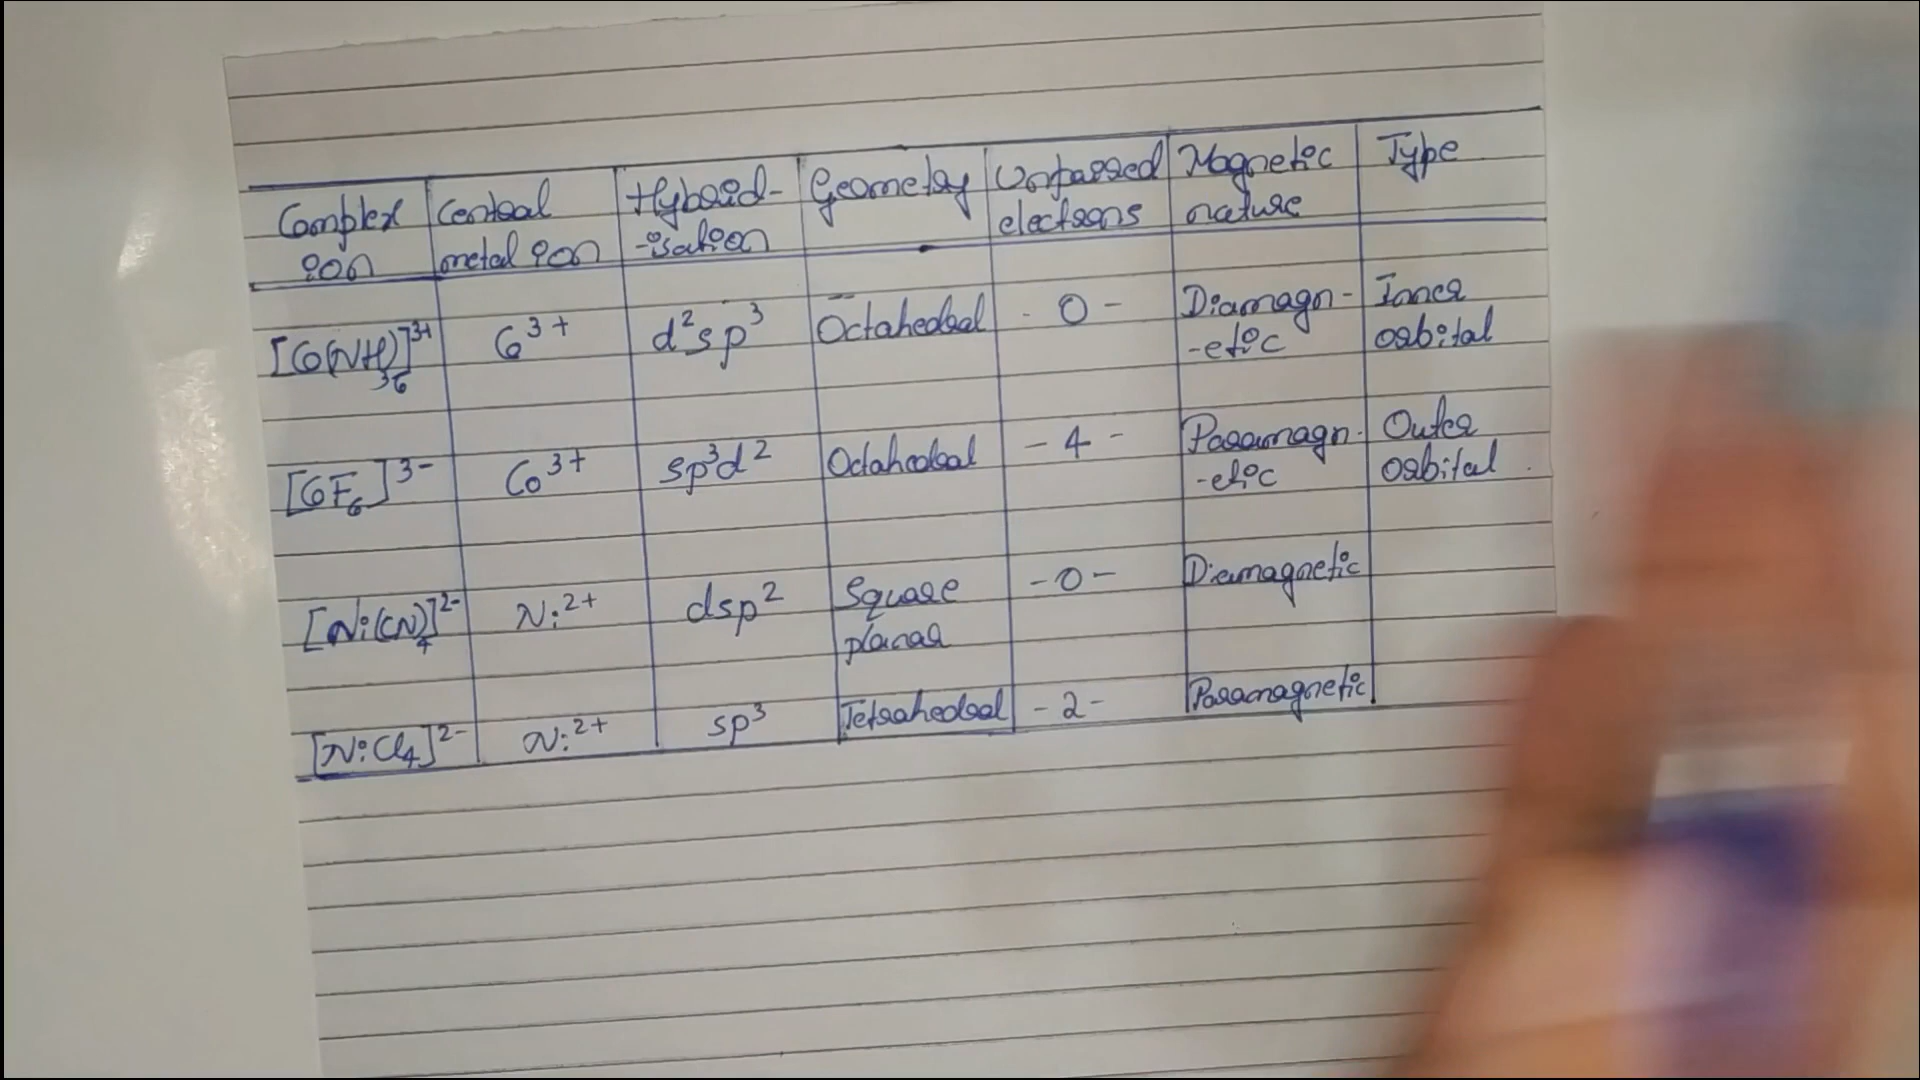 Complex ion | Central metal ion | Hybrid-isation | Geometry | Unpaired electrons | Magnetic nature | Type
[Co(NH3)6]3+ | Co3+ | d2sp3 | Octahedral | - 0 - | Diamagn-etic | Inner orbital
[CoF6]3- | Co3+ | sp3d2 | Octahedral | - 4 - | Paramagn-etic | Outer orbital
[Ni(CN)4]2- | Ni2+ | dsp2 | Square planar | - 0 - | Diamagnetic
[NiCl4]2- | Ni2+ | sp3 | Tetrahedral | - 2 - | Paramagnetic